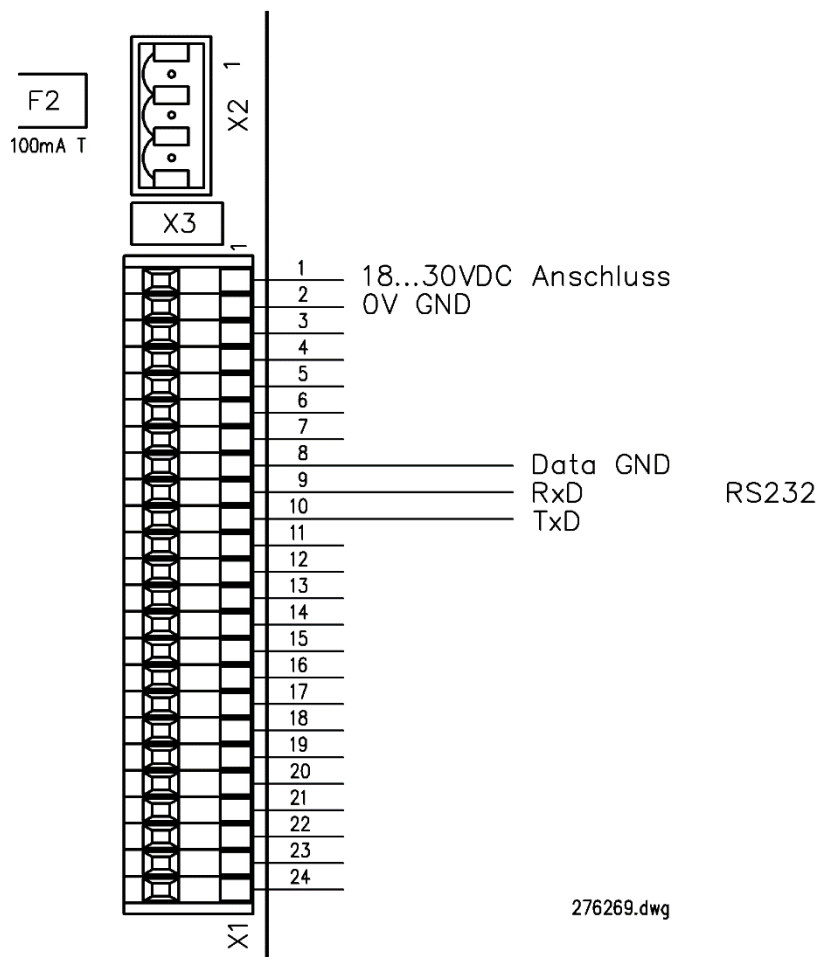 1
F2
X2
100mA T
X3
1
1 18...30VDC Anschluss
2 0V GND
3
4
5
6
7
8 Data GND
9 RxD RS232
10 TxD
11
12
13
14
15
16
17
18
19
20
21
22
23
24
276269.dwg
X1